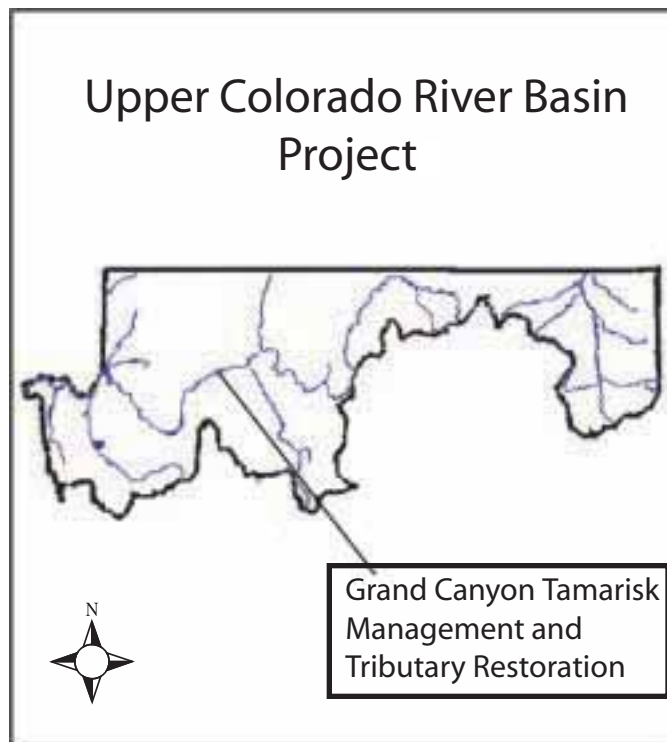 Upper Colorado River Basin
Project
N
Grand Canyon Tamarisk
Management and
Tributary Restoration